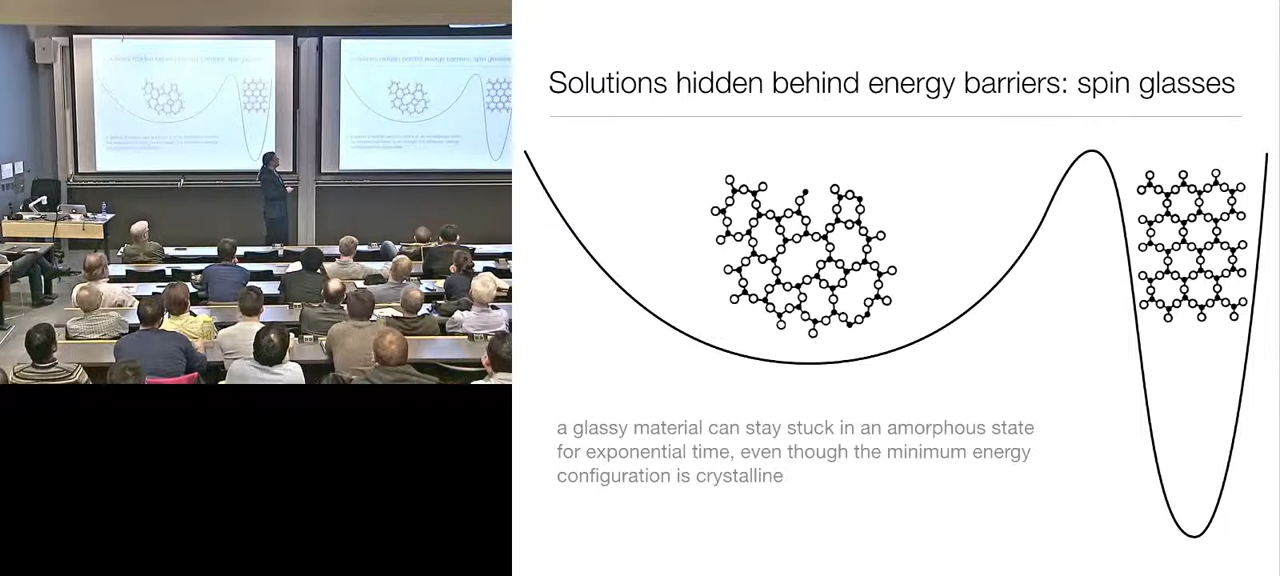 Solutions hidden behind energy barriers: spin glasses
a glassy material can stay stuck in an amorphous state
for exponential time, even though the minimum energy
configuration is crystalline